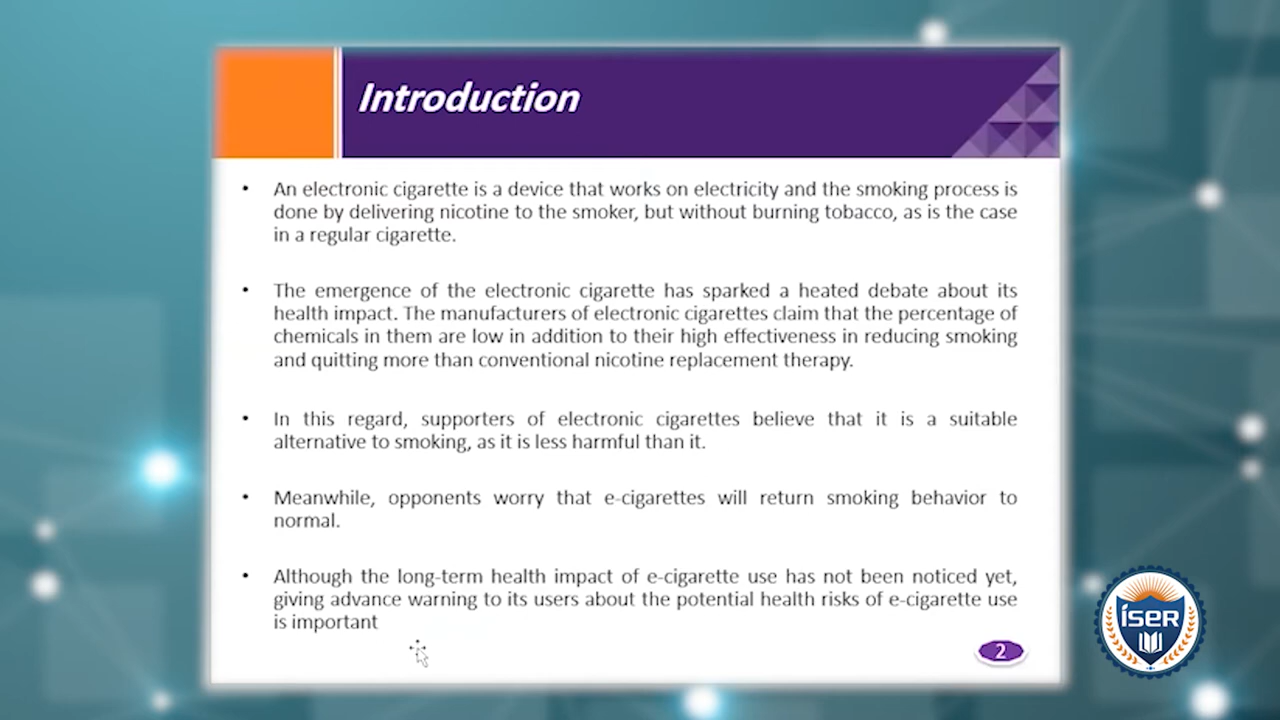 Introduction
• An electronic cigarette is a device that works on electricity and the smoking process is
done by delivering nicotine to the smoker, but without burning tobacco, as is the case
in a regular cigarette.
• The emergence of the electronic cigarette has sparked a heated debate about its
health impact. The manufacturers of electronic cigarettes claim that the percentage of
chemicals in them are low in addition to their high effectiveness in reducing smoking
and quitting more than conventional nicotine replacement therapy.
• In this regard, supporters of electronic cigarettes believe that it is a suitable
alternative to smoking, as it is less harmful than it.
• Meanwhile, opponents worry that e-cigarettes will return smoking behavior to
normal.
• Although the long-term health impact of e-cigarette use has not been noticed yet,
giving advance warning to its users about the potential health risks of e-cigarette use
is important
2
iSER